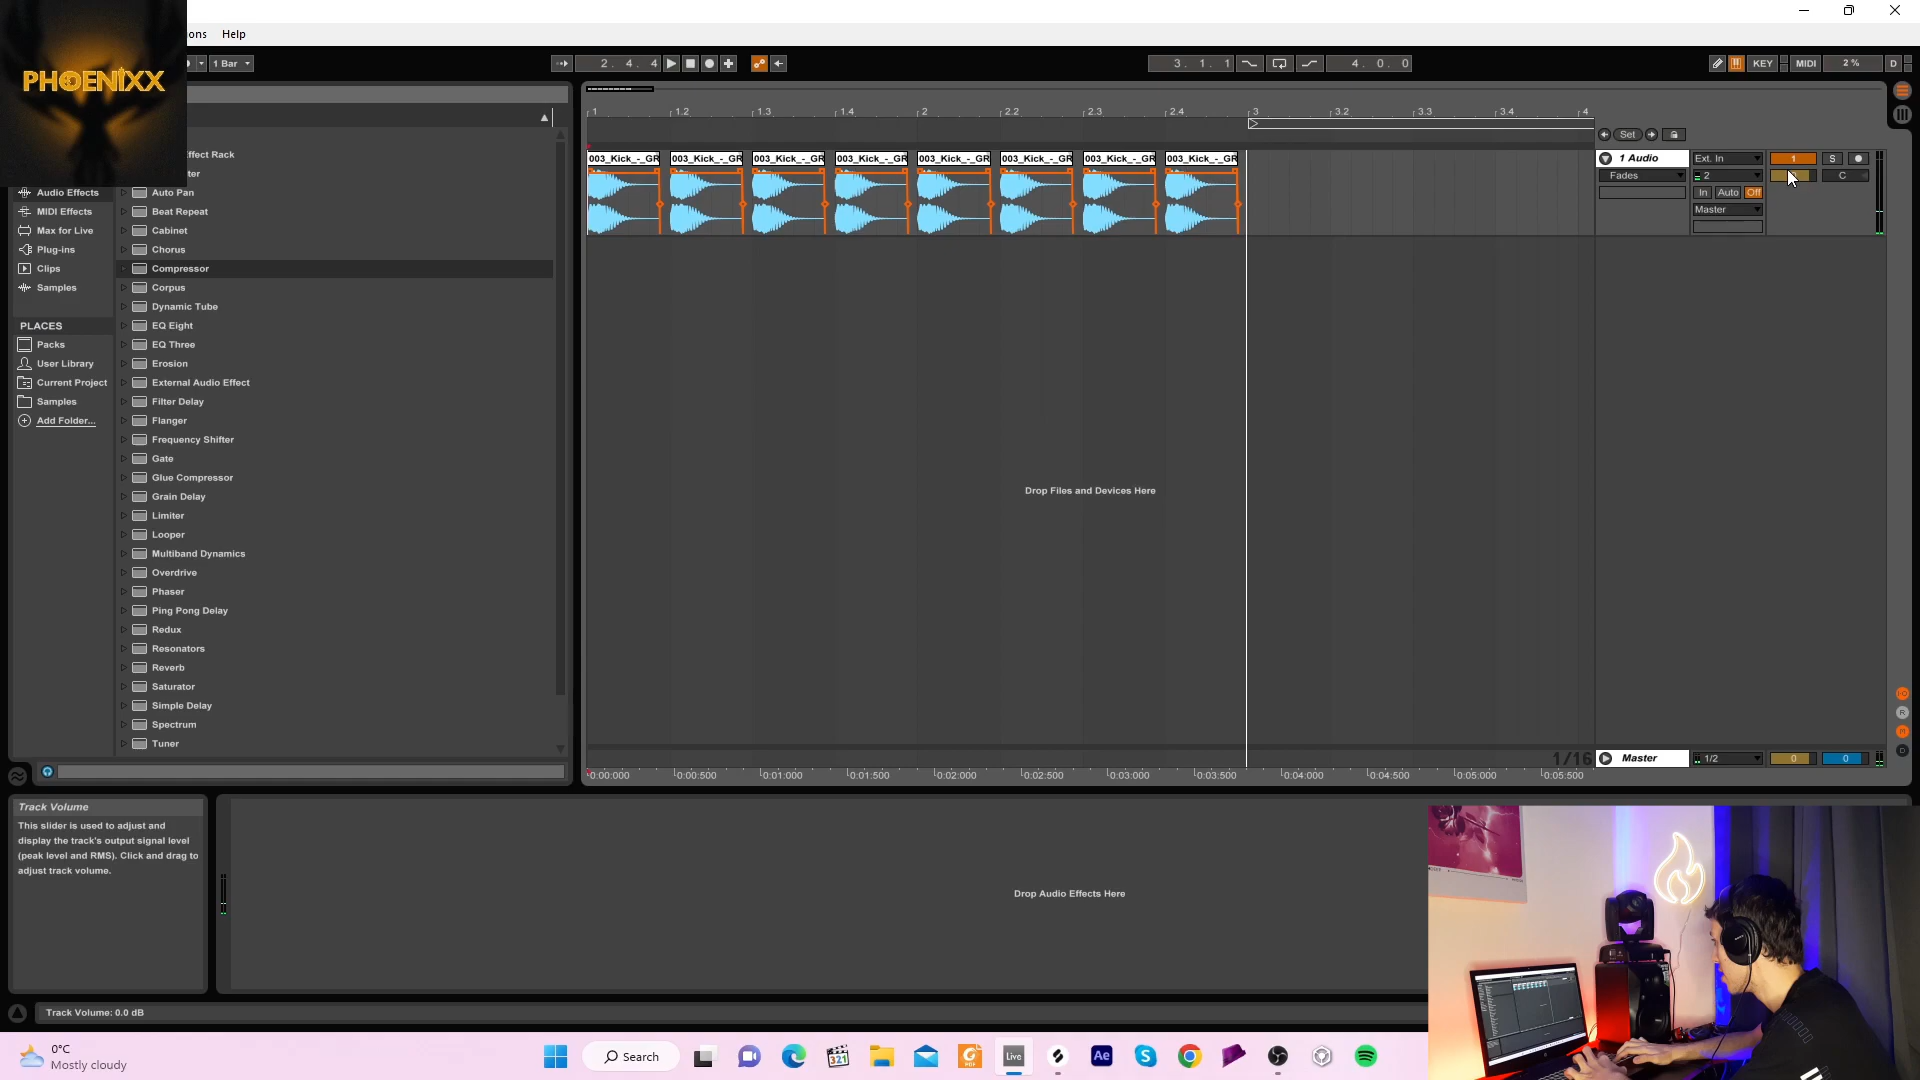 PHOENIXX
ons Help
1 Bar
2. 4. 4
3. 1. 1
4. 0. 0
KEY
MIDI
2 %
D
1 1.2 1.3 1.4 2 2.2 2.3 2.4 3 3.2 3.3 3.4 4
Set
003_Kick_-_GR 003_Kick_-_GR 003_Kick_-_GR 003_Kick_-_GR 003_Kick_-_GR 003_Kick_-_GR 003_Kick_-_GR 003_Kick_-_GR
1 Audio
Ext. In
1
S
Fades
2
C
In Auto Off
Master
ffect Rack
ter
Audio Effects
MIDI Effects
Max for Live
Plug-ins
Clips
Samples
PLACES
Packs
User Library
Current Project
Samples
Add Folder...
Auto Pan
Beat Repeat
Cabinet
Chorus
Compressor
Corpus
Dynamic Tube
EQ Eight
EQ Three
Erosion
External Audio Effect
Filter Delay
Flanger
Frequency Shifter
Gate
Glue Compressor
Grain Delay
Limiter
Looper
Multiband Dynamics
Overdrive
Phaser
Ping Pong Delay
Redux
Resonators
Reverb
Saturator
Simple Delay
Spectrum
Tuner
Drop Files and Devices Here
1/16
Master
1/2
0
0
0:00:000 0:00:500 0:01:000 0:01:500 0:02:000 0:02:500 0:03:000 0:03:500 0:04:000 0:04:500 0:05:000 0:05:500
Track Volume
This slider is used to adjust and
display the track's output signal level
(peak level and RMS). Click and drag to
adjust track volume.
Drop Audio Effects Here
Track Volume: 0.0 dB
0°C
Mostly cloudy
Search
321
PDF
Live
Ae